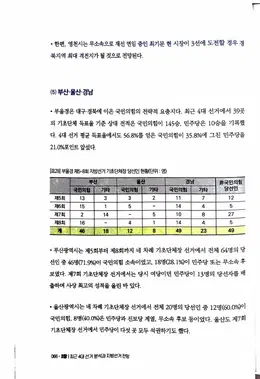 • 한편, 영천시는 무소속으로 재선 연임 중인 최기문 현 시장이 3선에 도전할 경우 경
북지역 최대 격전지가 될 것으로 전망된다.
(5) 부산·울산·경남
• 부울경은 대구·경북에 이은 국민의힘의 전략적 요충지다. 최근 4대 선거에서 39곳
의 기초단체 득표율 기준 상대 전적은 국민의힘이 145승, 민주당은 10승을 기록했
다. 4대 선거 평균 득표율에서도 56.8%를 얻은 국민의힘이 35.8%에 그친 민주당을
21.0%포인트 앞섰다.
[표23] 부울경 제5~8회 지방선거 기초단체장 당선인 현황(단위 : 명)
부산 울산 경남 총국민의힘 당선인
국민의힘 기타 국민의힘 기타 국민의힘 기타
제5회 13 3 3 2 11 7
제6회 15 1 5 - 14 4
제7회 2 14 - 5 10 8
제8회 16 - 4 1 14 4
계 46 18 12 8 49 23
• 부산광역시는 제5회부터 제8회까지 네 차례 기초단체장 선거에서 전체 64명의 당
선인 중 46명(71.9%)이 국민의힘 소속이었고, 18명(28.1%)이 민주당 또는 무소속 후
보였다. 제7회 기초단체장 선거에서는 당시 여당이던 민주당이 13명의 당선자를 배
출하며 사상 최고의 성적을 올린 바 있다.
• 울산광역시는 네 차례 기초단체장 선거에서 전체 20명의 당선인 중 12명(60.0%)이
국민의힘, 8명(40.0%)은 민주당과 진보당 계열, 무소속 후보 등이었다. 울산도 제7회
기초단체장 선거에서 민주당이 다섯 곳 모두 석권하기도 했다.
최근 4대 선거 분석과 지방선거 전망